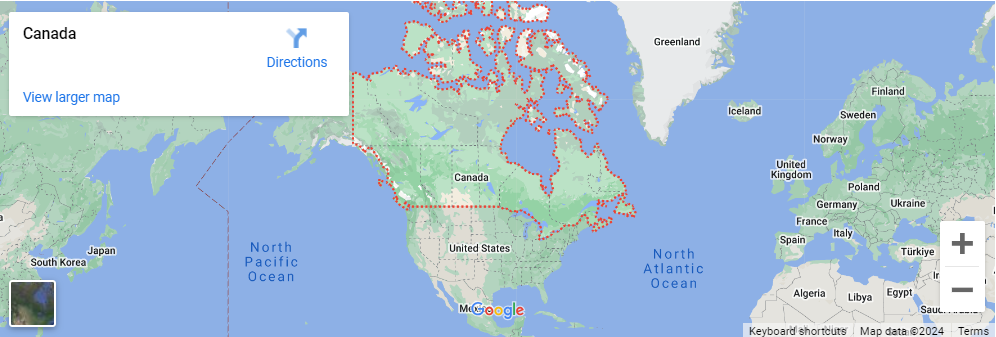 Canada
Directions
View larger map
Greenland
Iceland
Finland
Sweden
Norway
United
Kingdom
Poland
Germany
Ukraine
France
Italy
Spain
Türkiye
Canada
United States
Japan
South Korea
North
Pacific
Ocean
North
Atlantic
Ocean
Algeria
Libya
Egypt
Google
Keyboard shortcuts
Map data ©2024
Terms